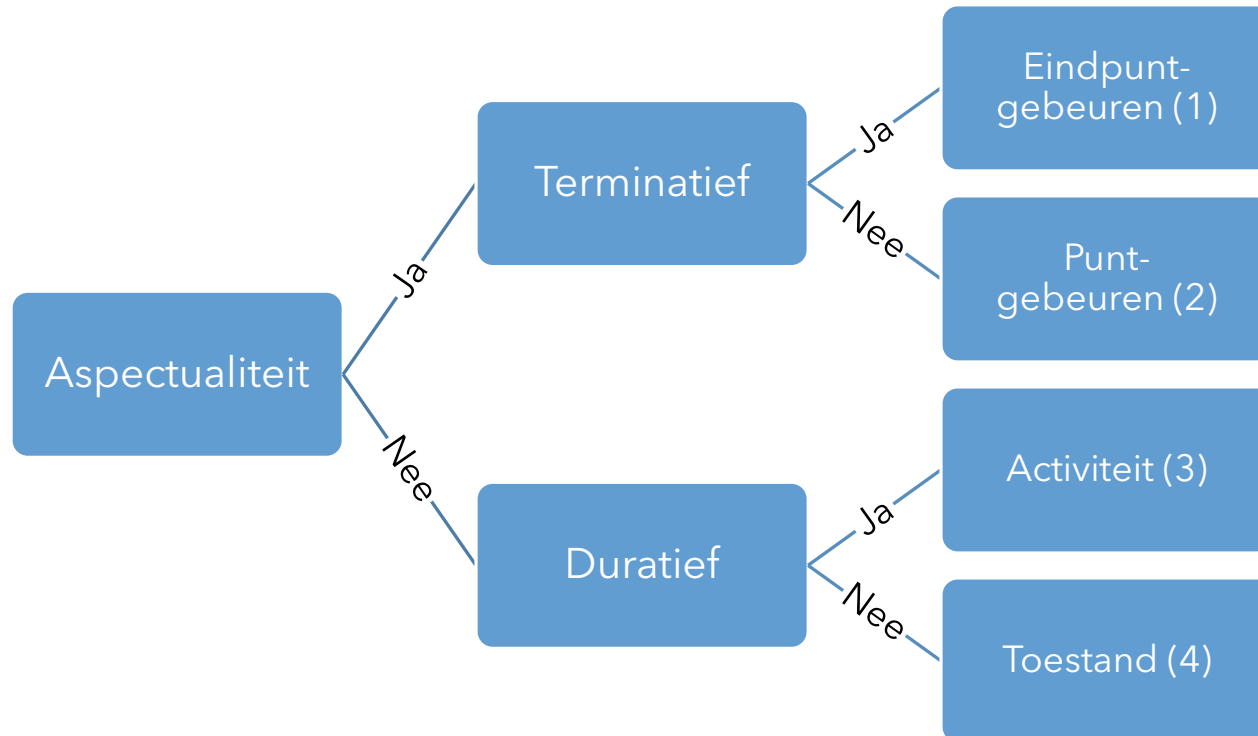 Aspectualiteit
Ja
Nee
Terminatief
Ja
Nee
Duratief
Ja
Nee
Eindpunt-
gebeuren (1)
Punt-
gebeuren (2)
Activiteit (3)
Toestand (4)